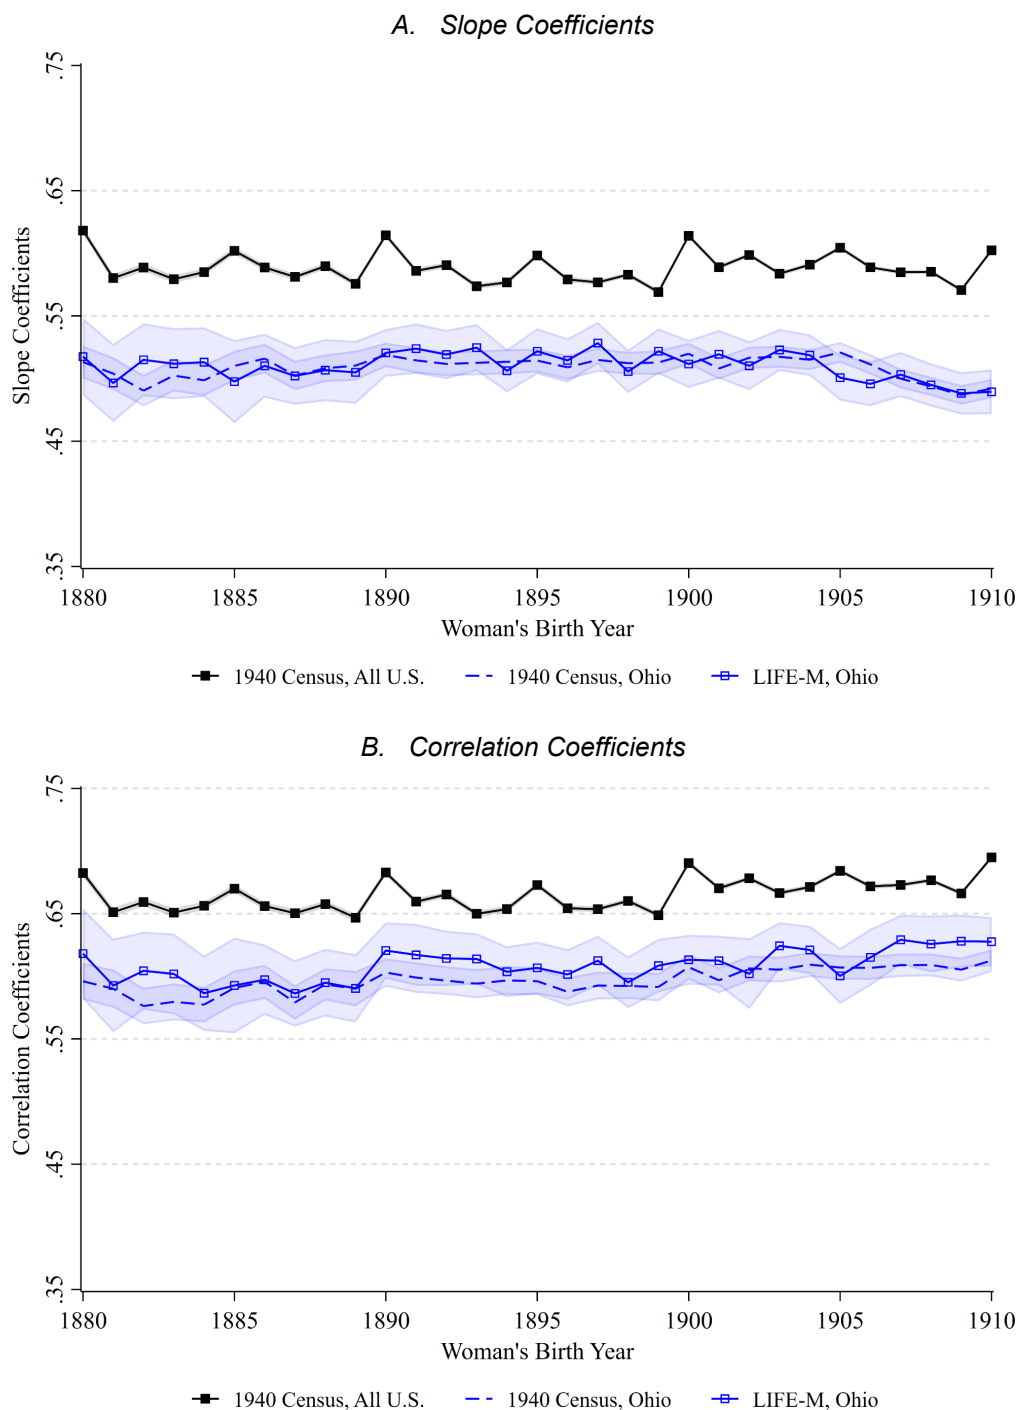 A. Slope Coefficients
.75
.65
.55
.45
.35
Slope Coefficients
1880 1885 1890 1895 1900 1905 1910
Woman's Birth Year
1940 Census, All U.S. 1940 Census, Ohio LIFE-M, Ohio
B. Correlation Coefficients
.75
.65
.55
.45
.35
Correlation Coefficients
1880 1885 1890 1895 1900 1905 1910
Woman's Birth Year
1940 Census, All U.S. 1940 Census, Ohio LIFE-M, Ohio